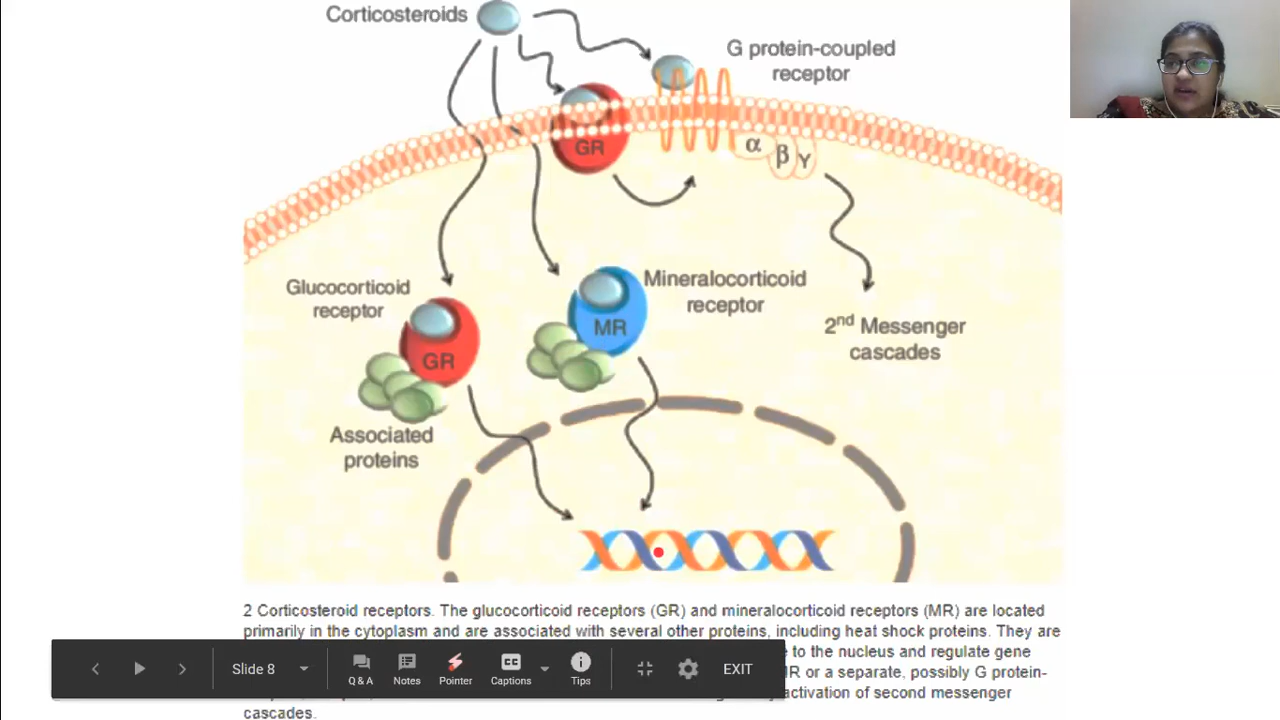 Corticosteroids
G protein-coupled
receptor
GR
α β γ
Glucocorticoid
receptor
Mineralocorticoid
receptor
MR
2nd Messenger
cascades
GR
Associated
proteins
2 Corticosteroid receptors. The glucocorticoid receptors (GR) and mineralocorticoid receptors (MR) are located
primarily in the cytoplasm and are associated with several other proteins, including heat shock proteins. They are
to the nucleus and regulate gene
MR or a separate, possibly G protein-
activation of second messenger
cascades.
Slide 8
Q & A
Notes
Pointer
CC
Captions
Tips
EXIT